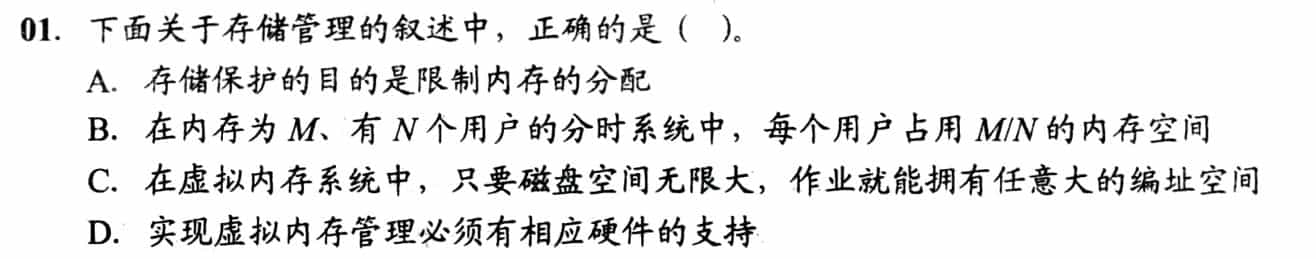 01. 下面关于存储管理的叙述中，正确的是（ ）。
A. 存储保护的目的是限制内存的分配
B. 在内存为 M、有 N 个用户的分时系统中，每个用户占用 M/N 的内存空间
C. 在虚拟内存系统中，只要磁盘空间无限大，作业就能拥有任意大的编址空间
D. 实现虚拟内存管理必须有相应硬件的支持